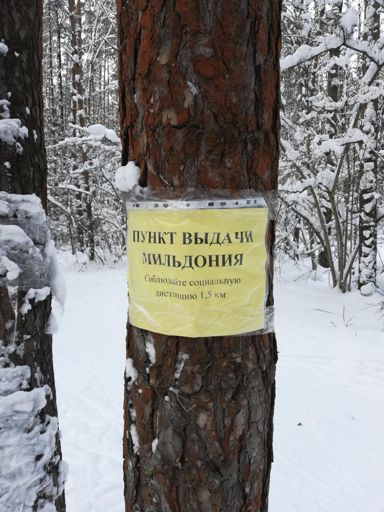 ПУНКТ ВЫДАЧИ
МИЛЬДОНИЯ
Соблюдайте социальную
дистанцию 1,5 км